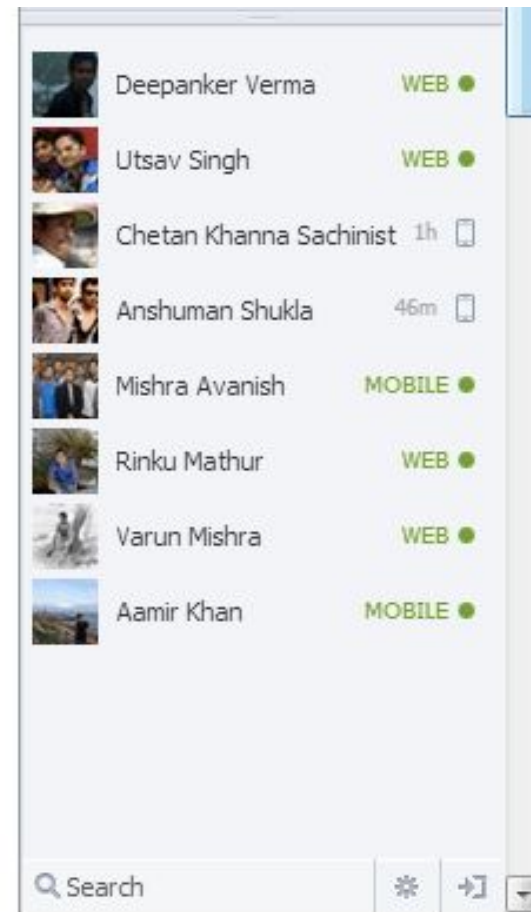 Deepanker Verma WEB
Utsav Singh WEB
Chetan Khanna Sachinist 1h
Anshuman Shukla 46m
Mishra Avanish MOBILE
Rinku Mathur WEB
Varun Mishra WEB
Aamir Khan MOBILE
Search